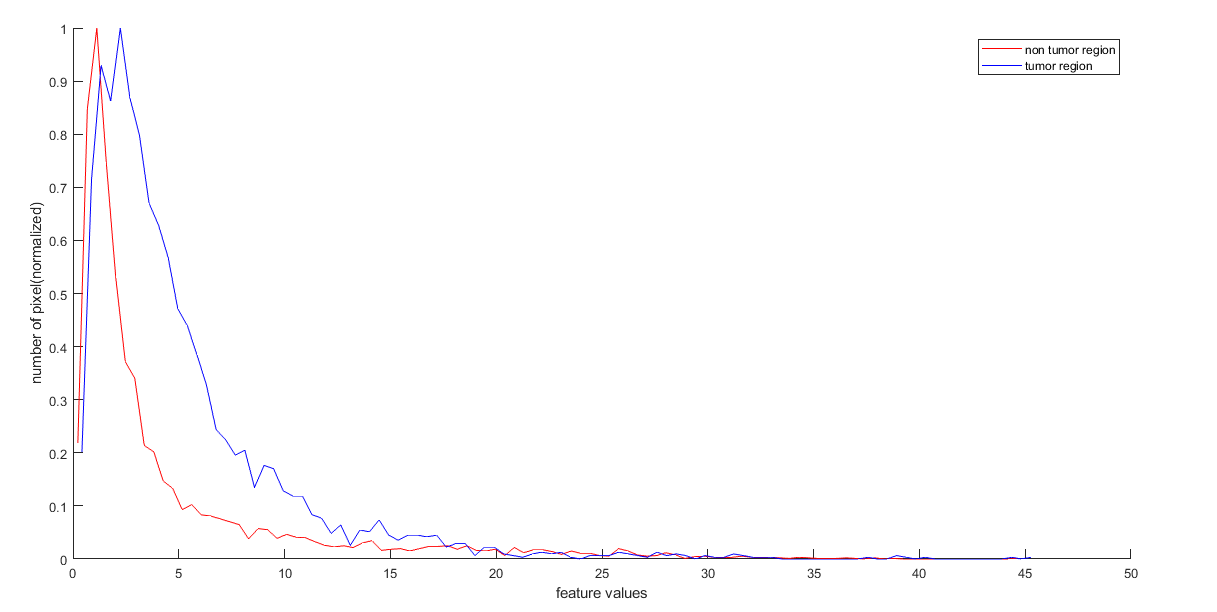 non tumor region
tumor region
1
0.9
0.8
0.7
0.6
0.5
0.4
0.3
0.2
0.1
0
number of pixel(normalized)
0 5 10 15 20 25 30 35 40 45 50
feature values